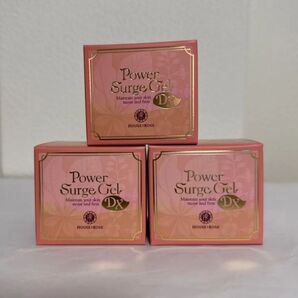 Power
Surge Gel
Maintain your skin
moist and firm
DX
HOUSE OF ROSE
Power
Surge Gel
Maintain your skin
moist and firm
DX
HOUSE OF ROSE
Power
Surge Gel
Maintain your skin
moist and firm
DX
HOUSE OF ROSE